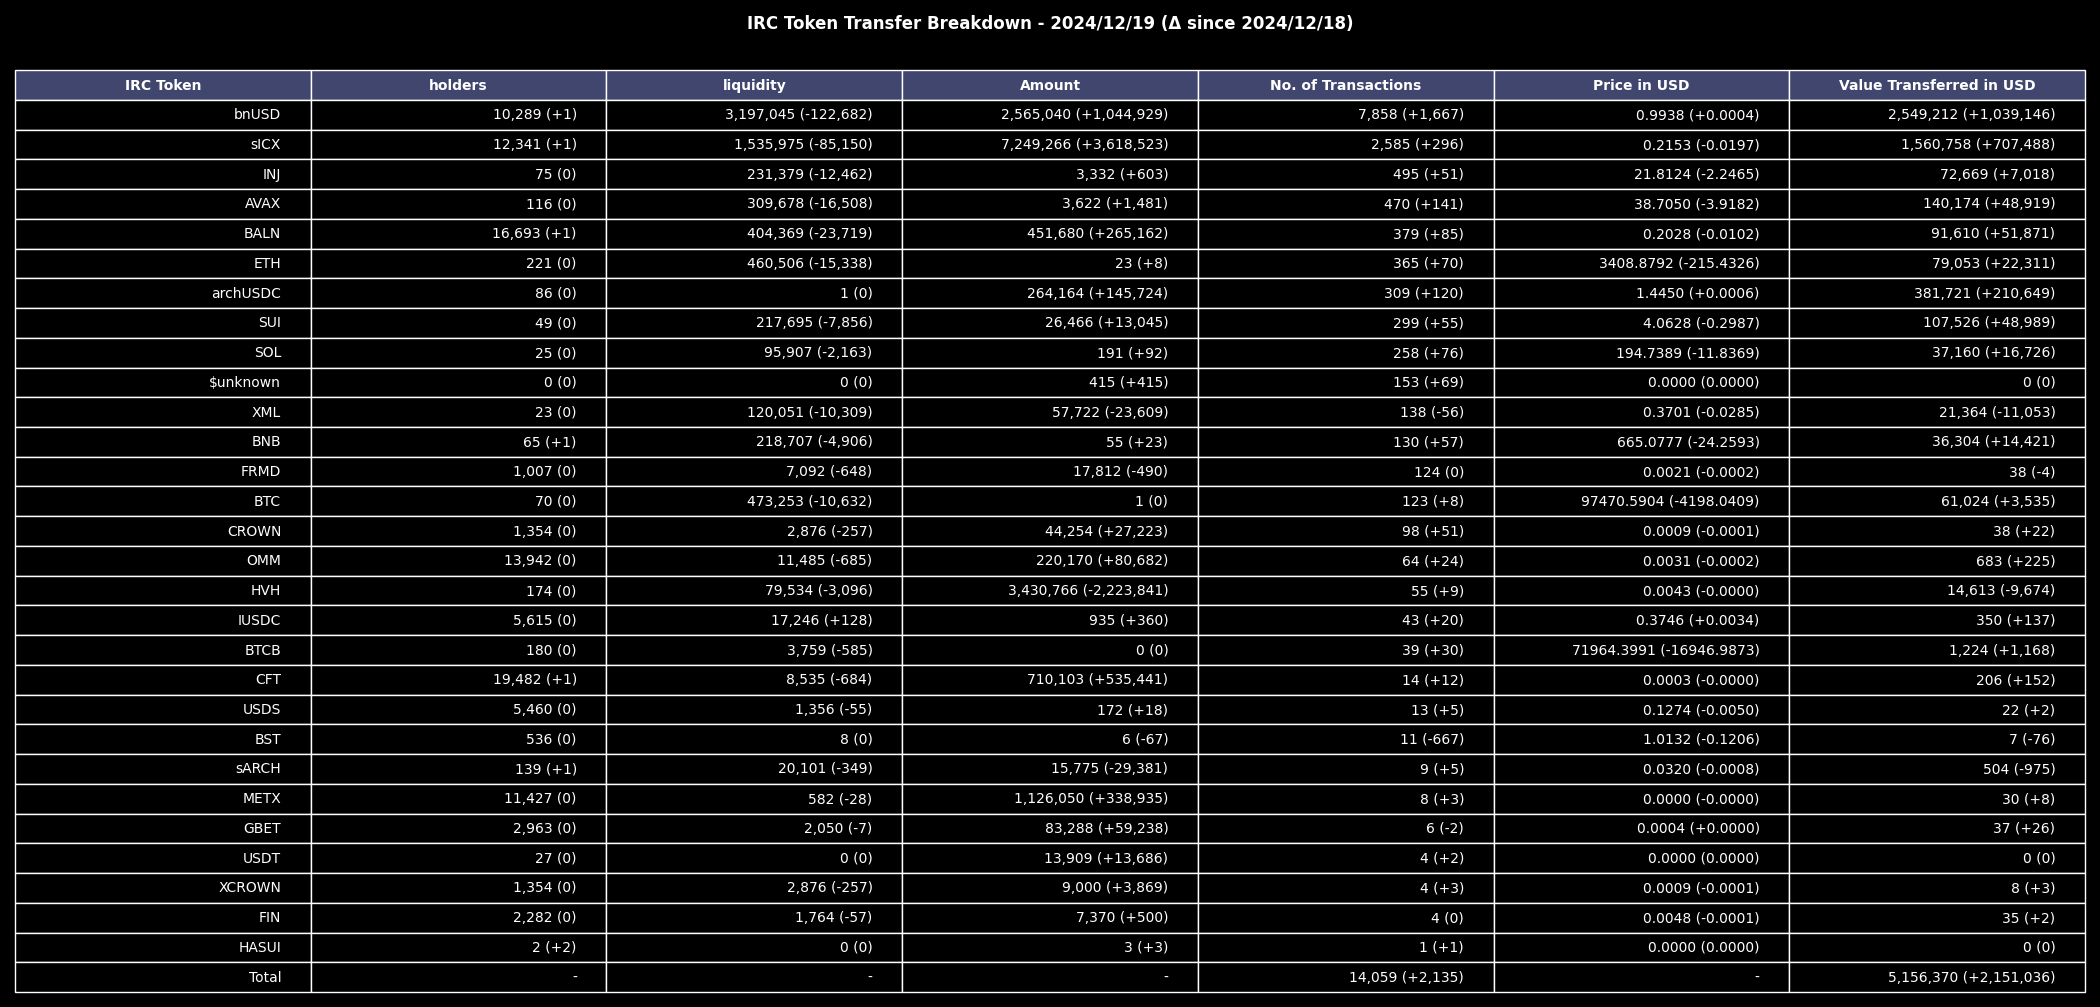 IRC Token Transfer Breakdown - 2024/12/19 (Δ since 2024/12/18)
IRC Token holders liquidity Amount No. of Transactions Price in USD Value Transferred in USD
bnUSD 10,289 (+1) 3,197,045 (-122,682) 2,565,040 (+1,044,929) 7,858 (+1,667) 0.9938 (+0.0004) 2,549,212 (+1,039,146)
sICX 12,341 (+1) 1,535,975 (-85,150) 7,249,266 (+3,618,523) 2,585 (+296) 0.2153 (-0.0197) 1,560,758 (+707,488)
INJ 75 (0) 231,379 (-12,462) 3,332 (+603) 495 (+51) 21.8124 (-2.2465) 72,669 (+7,018)
AVAX 116 (0) 309,678 (-16,508) 3,622 (+1,481) 470 (+141) 38.7050 (-3.9182) 140,174 (+48,919)
BALN 16,693 (+1) 404,369 (-23,719) 451,680 (+265,162) 379 (+85) 0.2028 (-0.0102) 91,610 (+51,871)
ETH 221 (0) 460,506 (-15,338) 23 (+8) 365 (+70) 3408.8792 (-215.4326) 79,053 (+22,311)
archUSDC 86 (0) 1 (0) 264,164 (+145,724) 309 (+120) 1.4450 (+0.0006) 381,721 (+210,649)
SUI 49 (0) 217,695 (-7,856) 26,466 (+13,045) 299 (+55) 4.0628 (-0.2987) 107,526 (+48,989)
SOL 25 (0) 95,907 (-2,163) 191 (+92) 258 (+76) 194.7389 (-11.8369) 37,160 (+16,726)
$unknown 0 (0) 0 (0) 415 (+415) 153 (+69) 0.0000 (0.0000) 0 (0)
XML 23 (0) 120,051 (-10,309) 57,722 (-23,609) 138 (-56) 0.3701 (-0.0285) 21,364 (-11,053)
BNB 65 (+1) 218,707 (-4,906) 55 (+23) 130 (+57) 665.0777 (-24.2593) 36,304 (+14,421)
FRMD 1,007 (0) 7,092 (-648) 17,812 (-490) 124 (0) 0.0021 (-0.0002) 38 (-4)
BTC 70 (0) 473,253 (-10,632) 1 (0) 123 (+8) 97470.5904 (-4198.0409) 61,024 (+3,535)
CROWN 1,354 (0) 2,876 (-257) 44,254 (+27,223) 98 (+51) 0.0009 (-0.0001) 38 (+22)
OMM 13,942 (0) 11,485 (-685) 220,170 (+80,682) 64 (+24) 0.0031 (-0.0002) 683 (+225)
HVH 174 (0) 79,534 (-3,096) 3,430,766 (-2,223,841) 55 (+9) 0.0043 (-0.0000) 14,613 (-9,674)
IUSDC 5,615 (0) 17,246 (+128) 935 (+360) 43 (+20) 0.3746 (+0.0034) 350 (+137)
BTCB 180 (0) 3,759 (-585) 0 (0) 39 (+30) 71964.3991 (-16946.9873) 1,224 (+1,168)
CFT 19,482 (+1) 8,535 (-684) 710,103 (+535,441) 14 (+12) 0.0003 (-0.0000) 206 (+152)
USDS 5,460 (0) 1,356 (-55) 172 (+18) 13 (+5) 0.1274 (-0.0050) 22 (+2)
BST 536 (0) 8 (0) 6 (-67) 11 (-667) 1.0132 (-0.1206) 7 (-76)
sARCH 139 (+1) 20,101 (-349) 15,775 (-29,381) 9 (+5) 0.0320 (-0.0008) 504 (-975)
METX 11,427 (0) 582 (-28) 1,126,050 (+338,935) 8 (+3) 0.0000 (-0.0000) 30 (+8)
GBET 2,963 (0) 2,050 (-7) 83,288 (+59,238) 6 (-2) 0.0004 (+0.0000) 37 (+26)
USDT 27 (0) 0 (0) 13,909 (+13,686) 4 (+2) 0.0000 (0.0000) 0 (0)
XCROWN 1,354 (0) 2,876 (-257) 9,000 (+3,869) 4 (+3) 0.0009 (-0.0001) 8 (+3)
FIN 2,282 (0) 1,764 (-57) 7,370 (+500) 4 (0) 0.0048 (-0.0001) 35 (+2)
HASUI 2 (+2) 0 (0) 3 (+3) 1 (+1) 0.0000 (0.0000) 0 (0)
Total - - - 14,059 (+2,135) - 5,156,370 (+2,151,036)